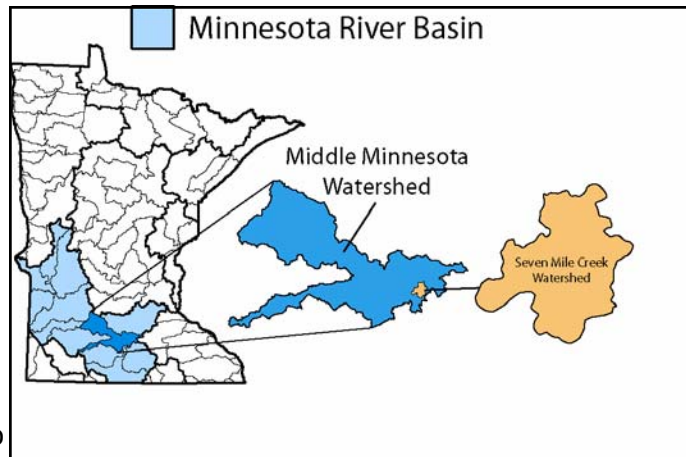 Minnesota River Basin
Middle Minnesota
Watershed
Seven Mile Creek
Watershed